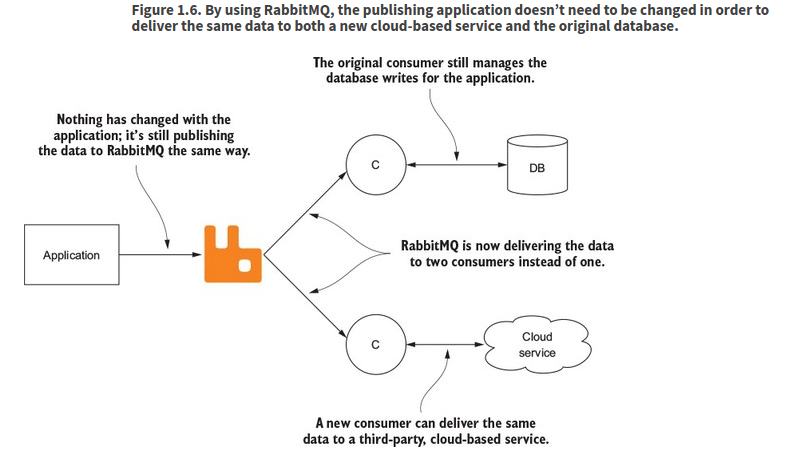 Figure 1.6. By using RabbitMQ, the publishing application doesn’t need to be changed in order to
deliver the same data to both a new cloud-based service and the original database.
The original consumer still manages the
database writes for the application.
Nothing has changed with the
application; it’s still publishing
the data to RabbitMQ the same way.
C
DB
Application
RabbitMQ is now delivering the data
to two consumers instead of one.
C
Cloud
service
A new consumer can deliver the same
data to a third-party, cloud-based service.